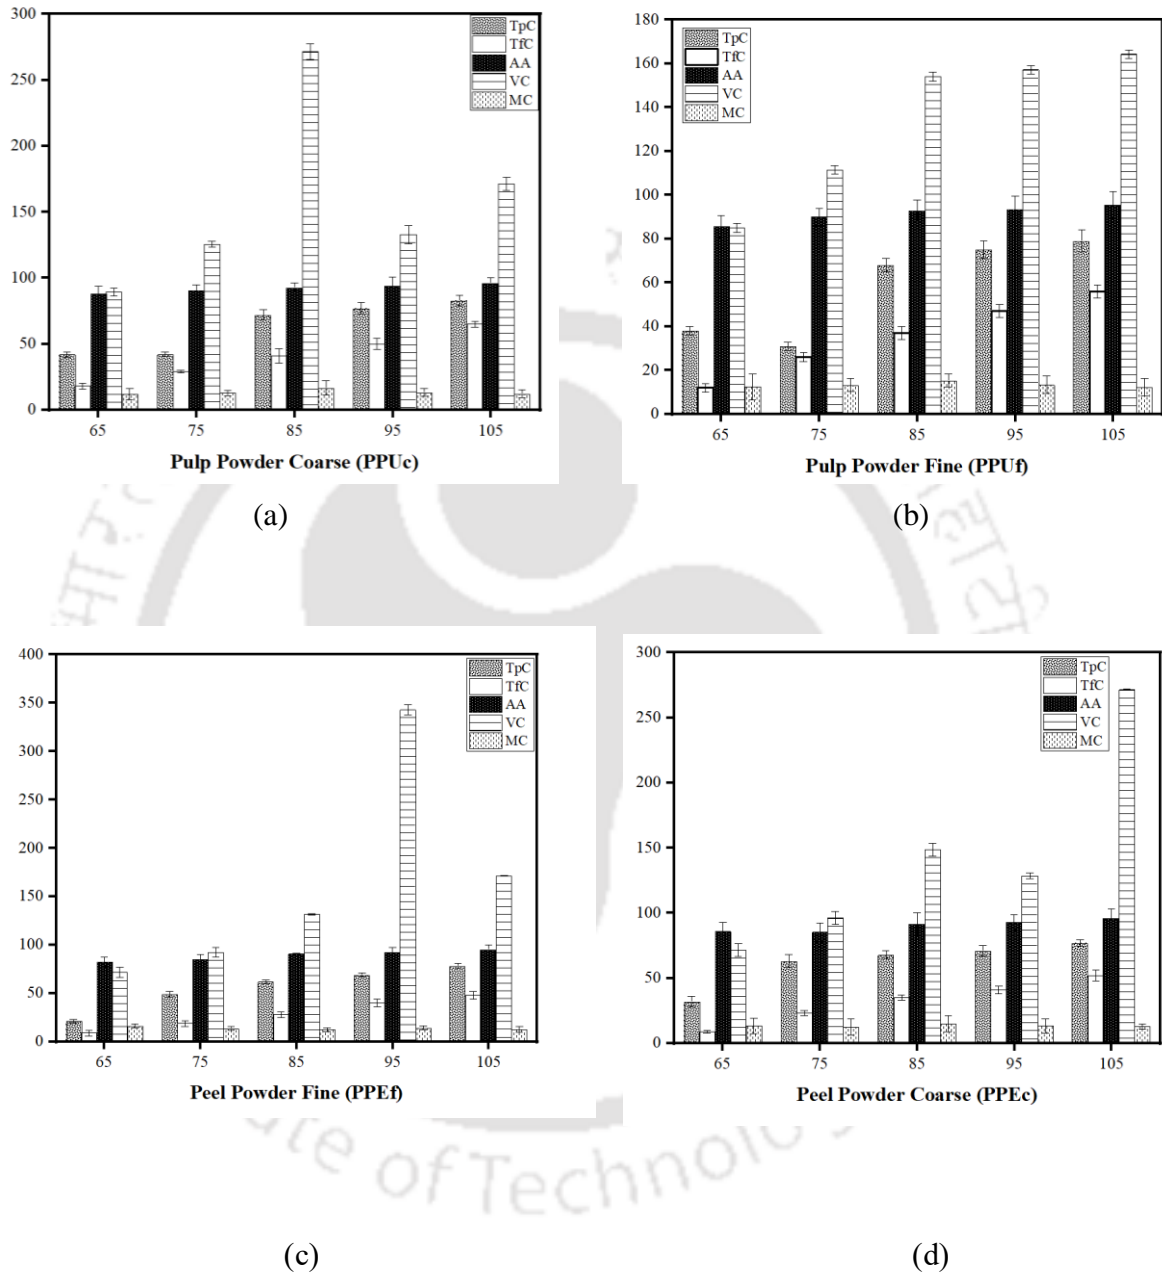 300
250
200
150
100
50
0
TpC
TfC
AA
VC
MC
65 75 85 95 105
Pulp Powder Coarse (PPUc)
(a)
180
160
140
120
100
80
60
40
20
0
TpC
TfC
AA
VC
MC
65 75 85 95 105
Pulp Powder Fine (PPUf)
(b)
400
350
300
250
200
150
100
50
0
TpC
TfC
AA
VC
MC
65 75 85 95 105
Peel Powder Fine (PPEf)
(c)
300
250
200
150
100
50
0
TpC
TfC
AA
VC
MC
65 75 85 95 105
Peel Powder Coarse (PPEc)
(d)
of Technolo